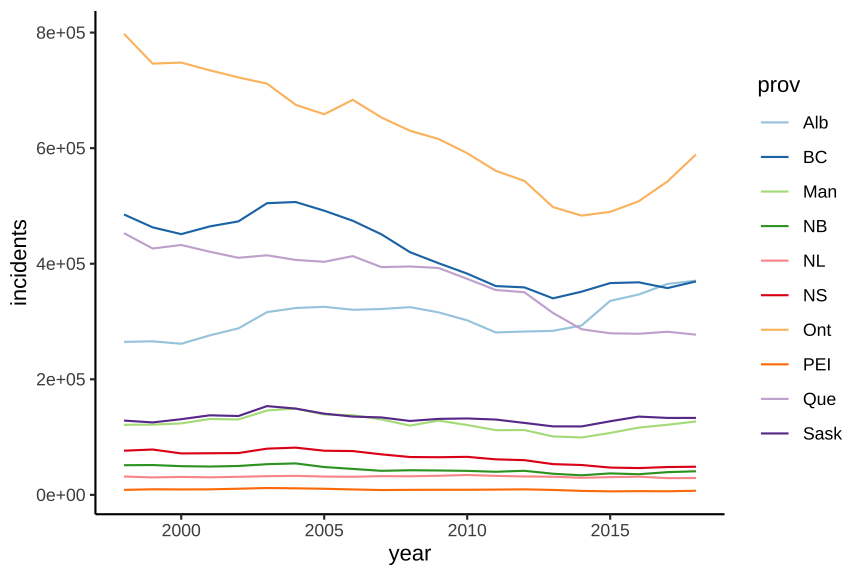 8e+05
6e+05
4e+05
2e+05
0e+00
incidents
2000
2005
2010
2015
year
prov
Alb
BC
Man
NB
NL
NS
Ont
PEI
Que
Sask